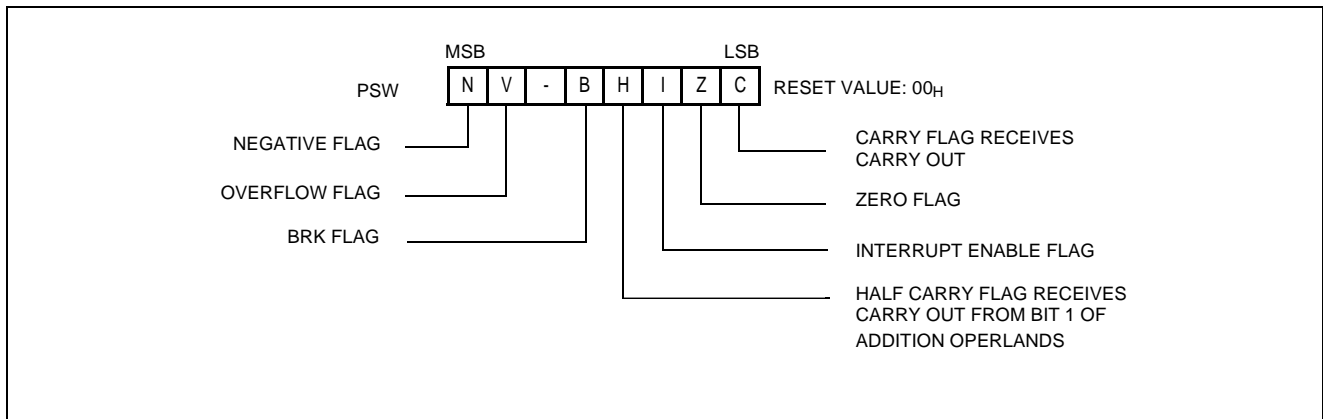 MSB LSB
PSW N V - B H I Z C RESET VALUE: 00H
NEGATIVE FLAG
OVERFLOW FLAG
BRK FLAG
CARRY FLAG RECEIVES
CARRY OUT
ZERO FLAG
INTERRUPT ENABLE FLAG
HALF CARRY FLAG RECEIVES
CARRY OUT FROM BIT 1 OF
ADDITION OPERLANDS